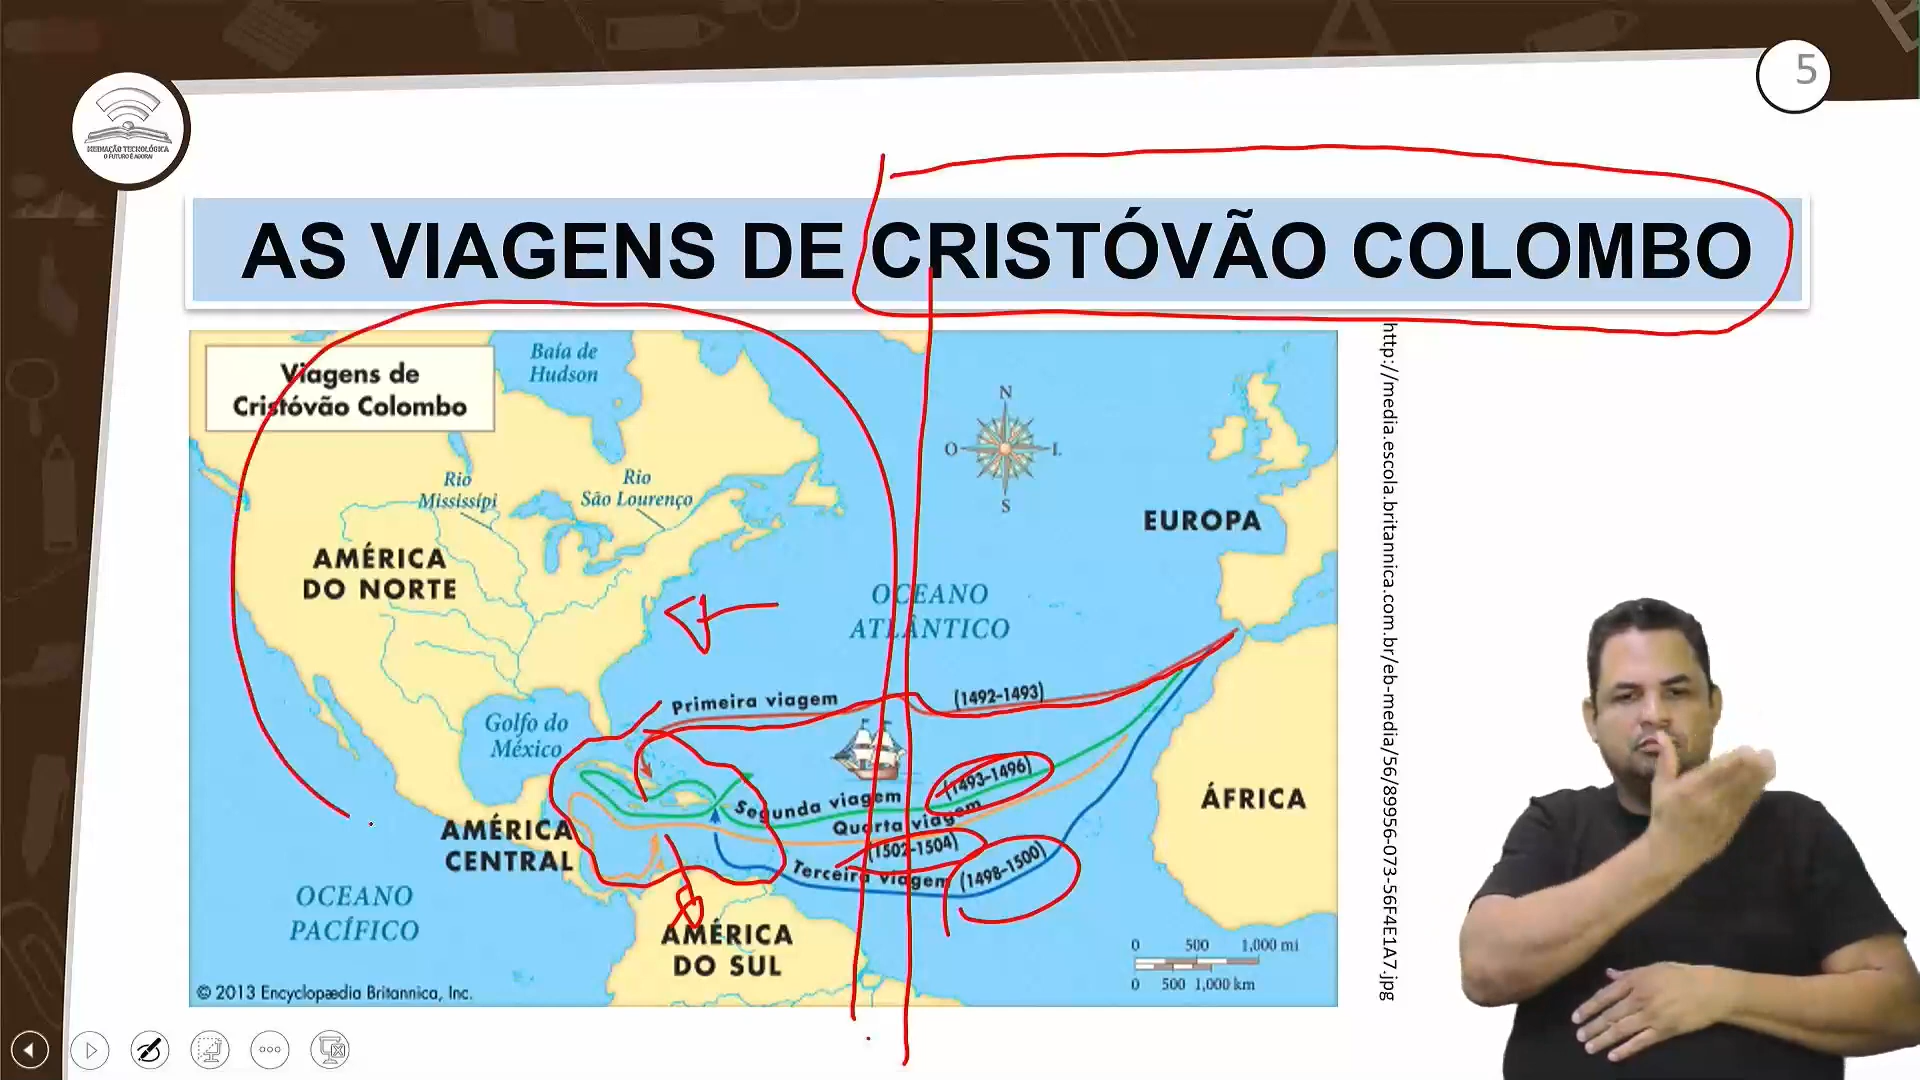 5
MEDIAÇÃO TECNOLÓGICA
O FUTURO É AGORA!
AS VIAGENS DE CRISTÓVÃO COLOMBO
Viagens de
Cristóvão Colombo
Baía de
Hudson
N
O
L
S
Rio
Mississípi
Rio
São Lourenço
EUROPA
AMÉRICA
DO NORTE
OCEANO
ATLÂNTICO
Primeira viagem (1492-1493)
Golfo do
México
Segunda viagem (1493-1496)
Quarta viagem
(1502-1504)
Terceira viagem (1498-1500)
ÁFRICA
AMÉRICA
CENTRAL
OCEANO
PACÍFICO
AMÉRICA
DO SUL
0 500 1,000 mi
0 500 1,000 km
© 2013 Encyclopædia Britannica, Inc.
http://media.escola.britannica.com.br/eb-media/56/89956-073-56F4E1A7.jpg